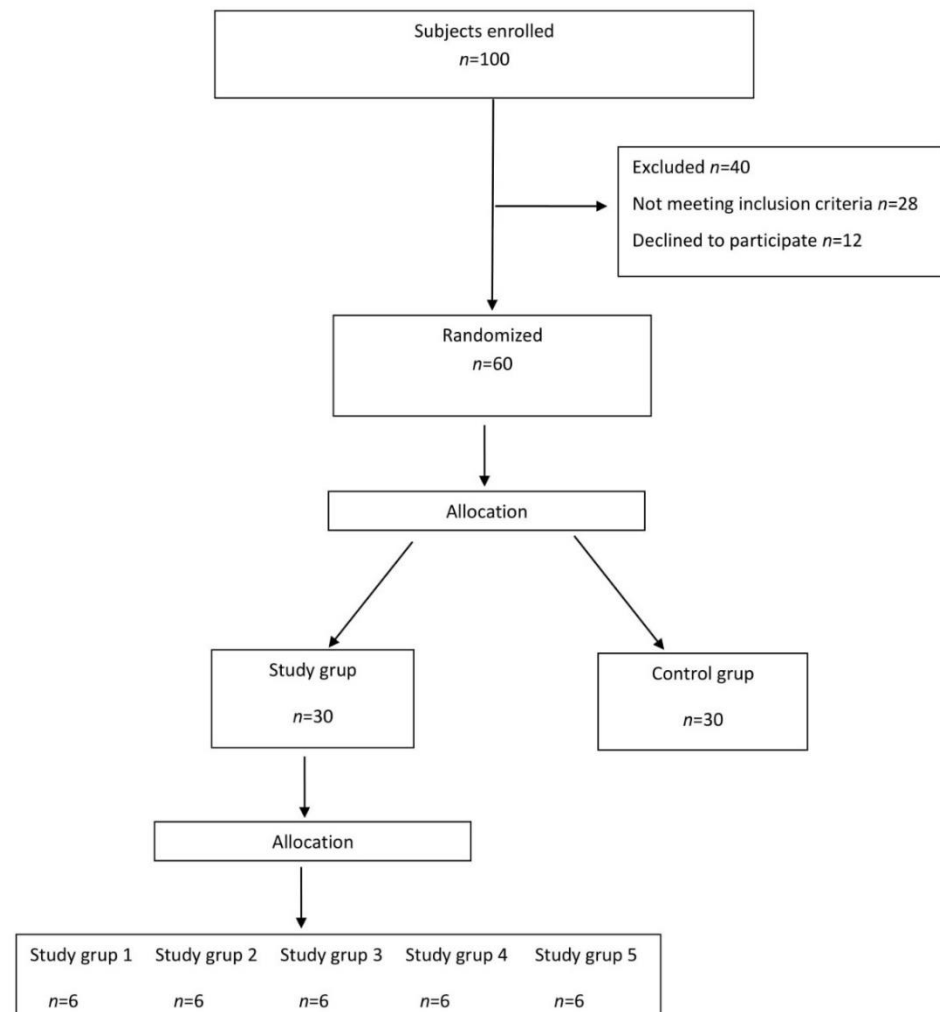 Subjects enrolled
n=100
Excluded n=40
Not meeting inclusion criteria n=28
Declined to participate n=12
Randomized
n=60
Allocation
Study grup
n=30
Control grup
n=30
Allocation
Study grup 1 Study grup 2 Study grup 3 Study grup 4 Study grup 5
n=6 n=6 n=6 n=6 n=6